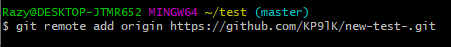 Razy@DESKTOP-JTMR652 MINGW64 ~/test (master)
$ git remote add origin https://github.com/KP9lK/new-test-.git